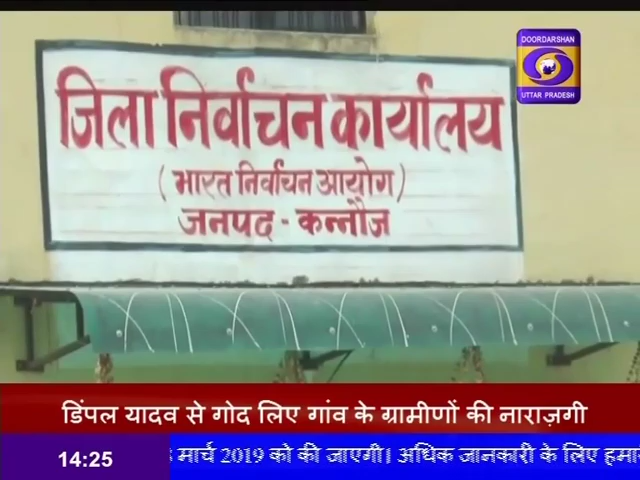 DOORDARSHAN
UTTAR PRADESH
जिला निर्वाचन कार्यालय
( भारत निर्वाचन आयोग )
जनपद - कन्नौज
डिंपल यादव से गोद लिए गांव के ग्रामीणों की नाराज़गी
14:25
मार्च 2019 को की जाएगी। अधिक जानकारी के लिए हमा